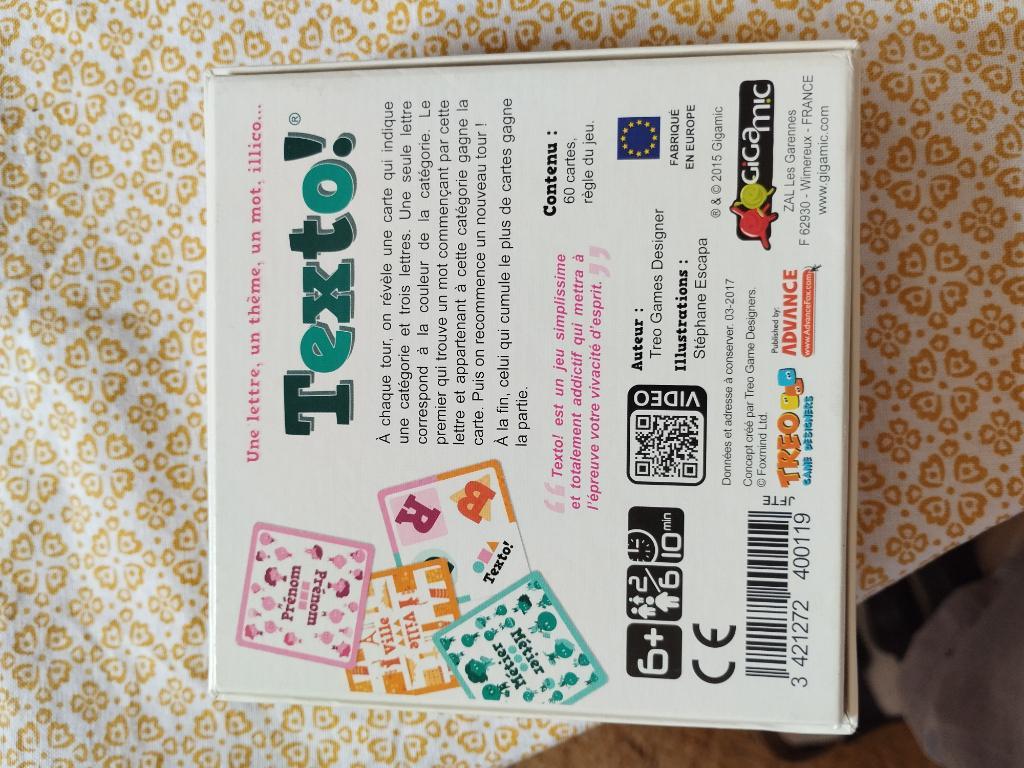 Une lettre, un thème, un mot, illico...
Texto!®
À chaque tour, on révèle une carte qui indique
une catégorie et trois lettres. Une seule lettre
correspond à la couleur de la catégorie. Le
premier qui trouve un mot commençant par cette
lettre et appartenant à cette catégorie gagne la
carte. Puis on recommence un nouveau tour !
À la fin, celui qui cumule le plus de cartes gagne
la partie.
Prénom
Prénom
Ville
Ville
R
B
Texto!
Métier
Métier
“Texto! est un jeu simplissime
et totalement addictif qui mettra à
l'épreuve votre vivacité d'esprit.”
Contenu :
60 cartes,
règle du jeu.
6+
2/6
15
10 min
VIDEO
Auteur :
Treo Games Designer
Illustrations :
Stéphane Escapa
FABRIQUÉ
EN EUROPE
CE
Données et adresse à conserver. 03-2017
Concept créé par Treo Game Designers.
© Foxmind Ltd.
TREO
GAME DESIGNERS
Published by:
ADVANCE
www.AdvanceFox.com
® & © 2015 Gigamic
GiGamic
ZAL Les Garennes
F 62930 - Wimereux - FRANCE
www.gigamic.com
JFTE
3 421272 400119